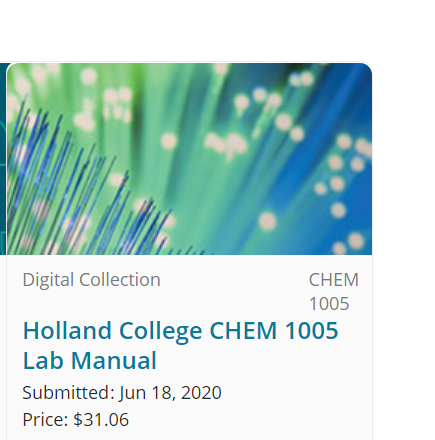 Digital Collection
CHEM
1005
Holland College CHEM 1005
Lab Manual
Submitted: Jun 18, 2020
Price: $31.06